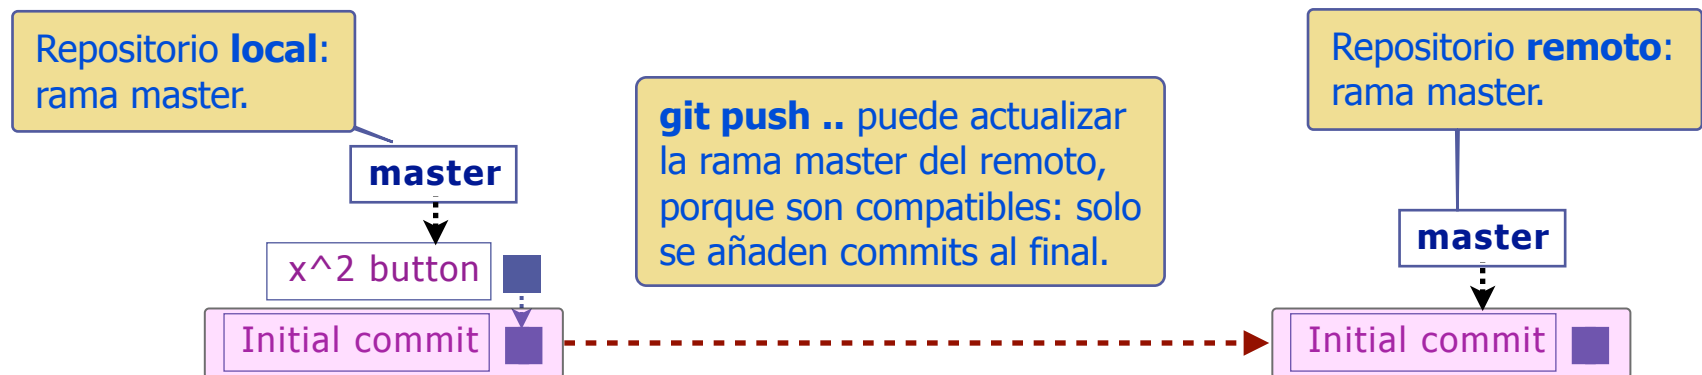 Repositorio local:
rama master.
master
x^2 button
Initial commit
git push .. puede actualizar
la rama master del remoto,
porque son compatibles: solo
se añaden commits al final.
Repositorio remoto:
rama master.
master
Initial commit